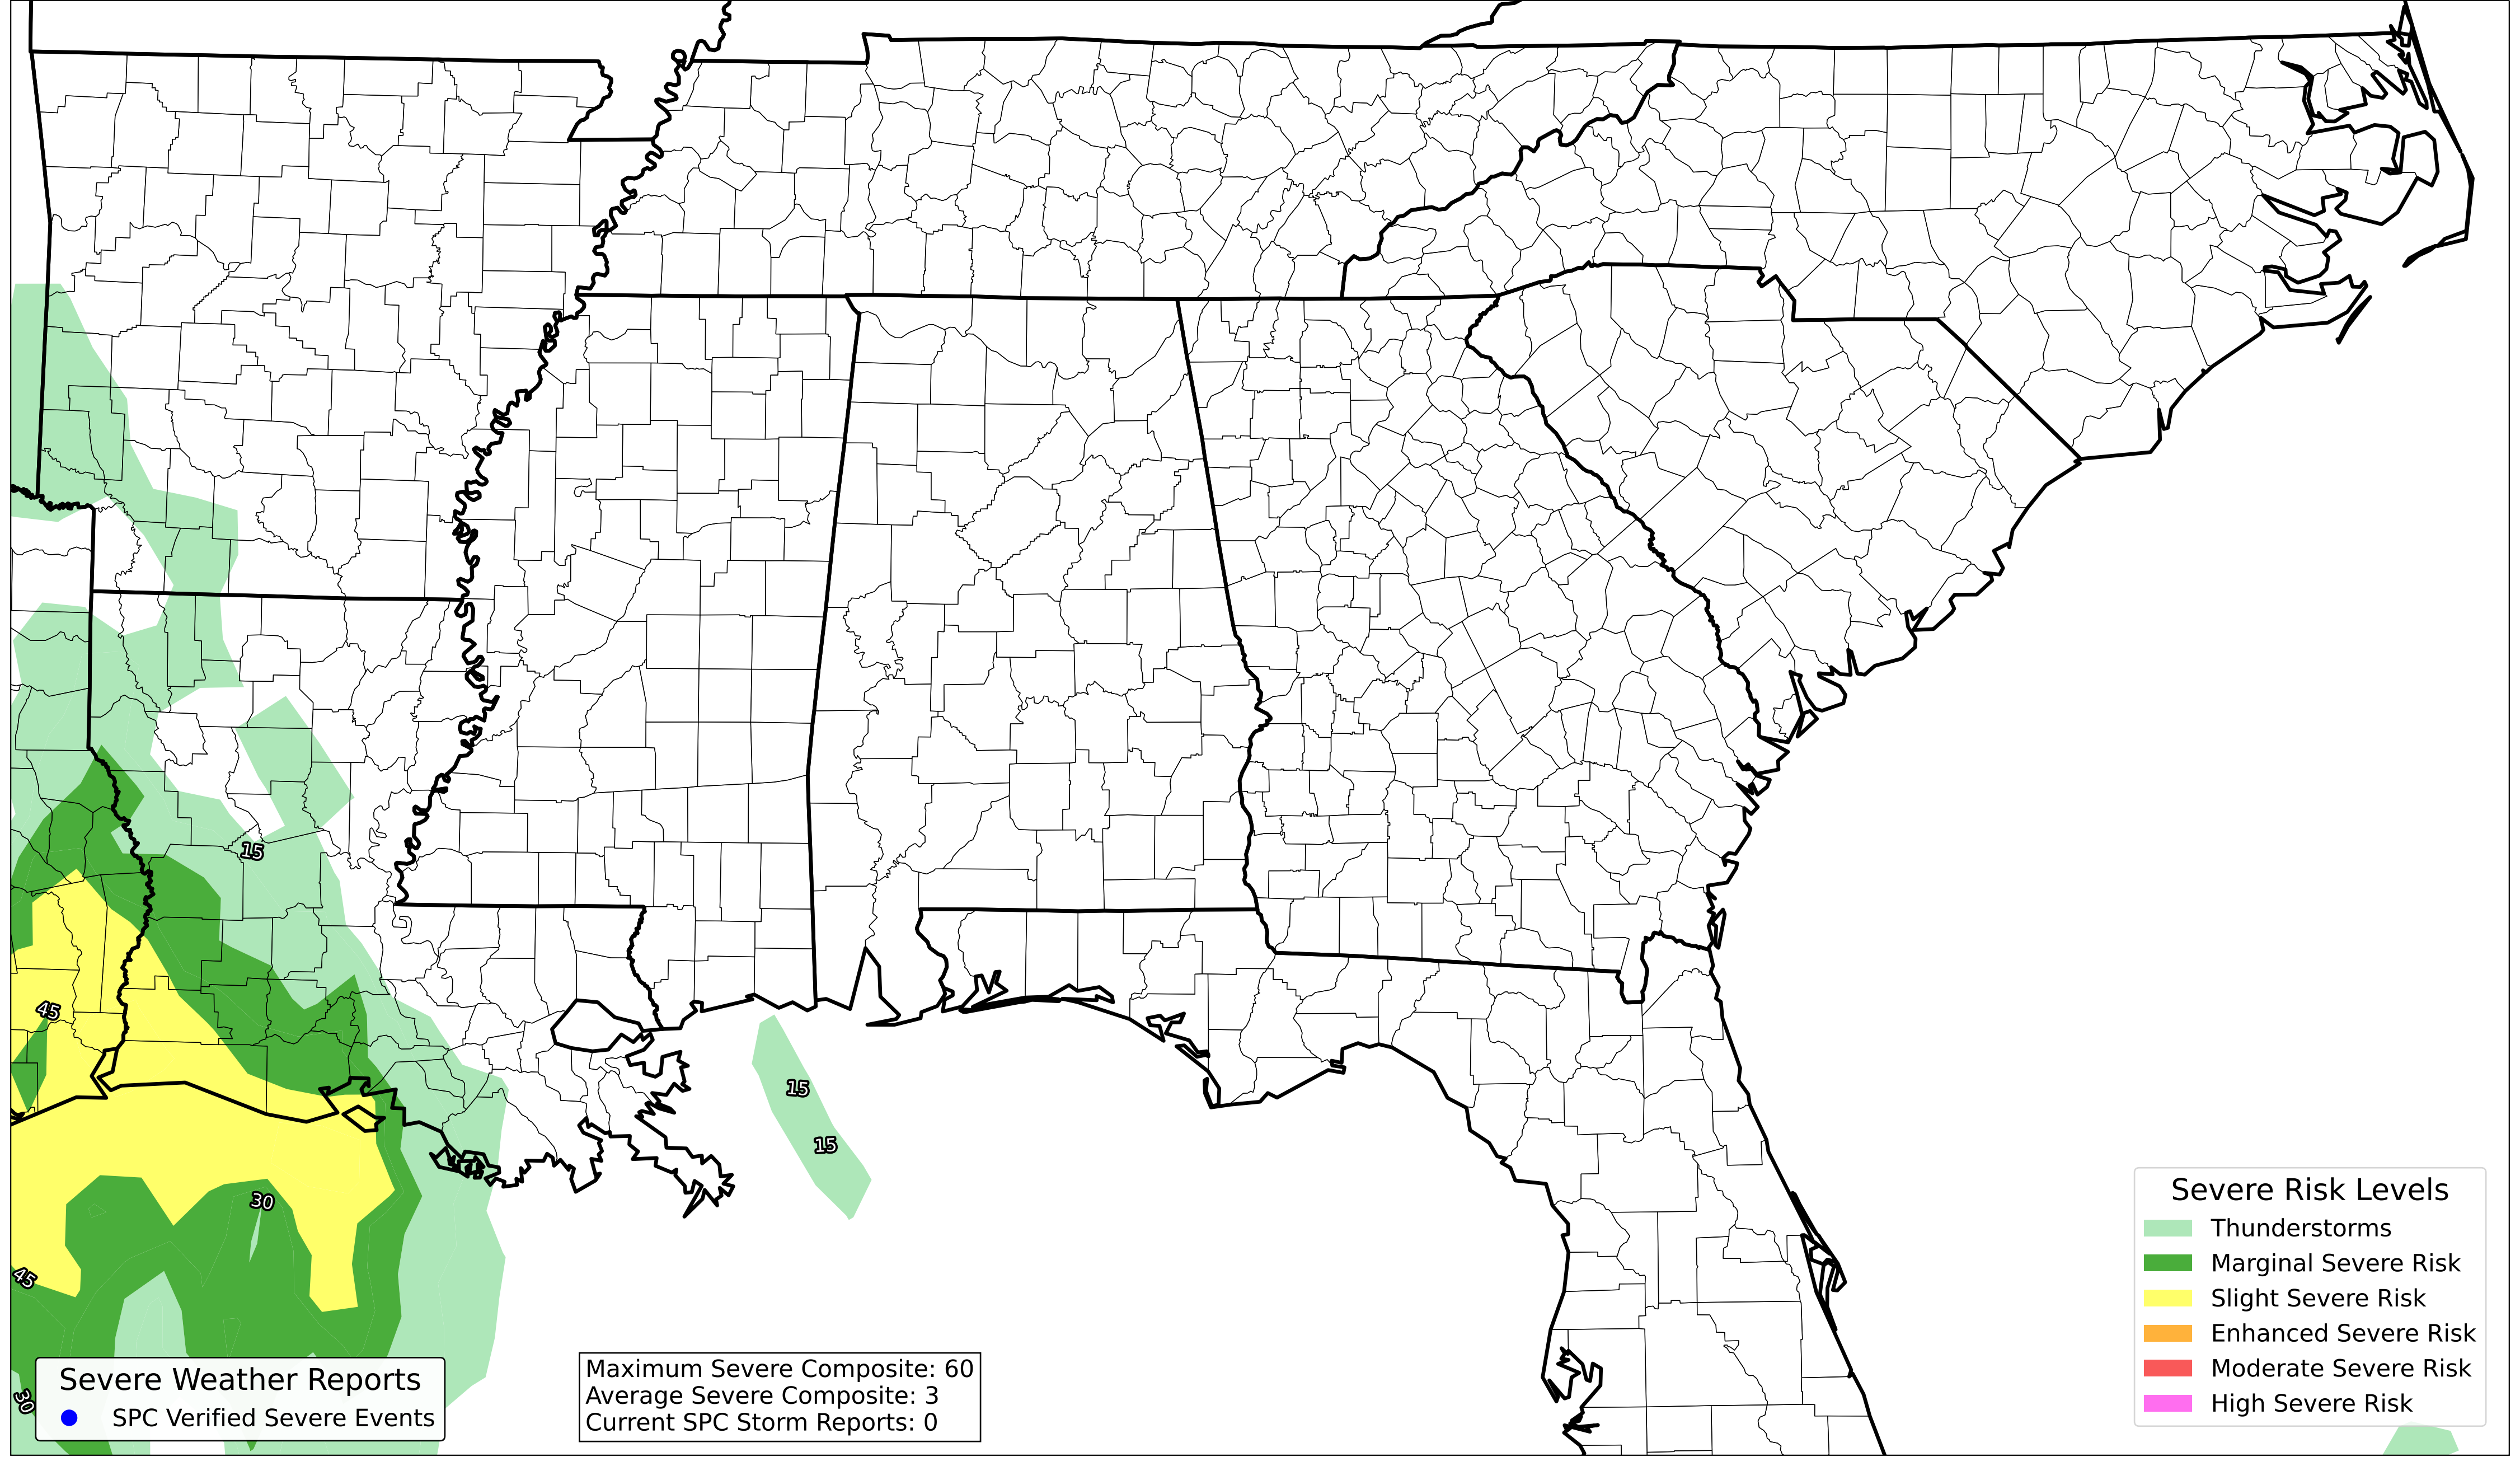 15
45
15
15
30
45
30
Severe Weather Reports
SPC Verified Severe Events
Maximum Severe Composite: 60
Average Severe Composite: 3
Current SPC Storm Reports: 0
Severe Risk Levels
Thunderstorms
Marginal Severe Risk
Slight Severe Risk
Enhanced Severe Risk
Moderate Severe Risk
High Severe Risk